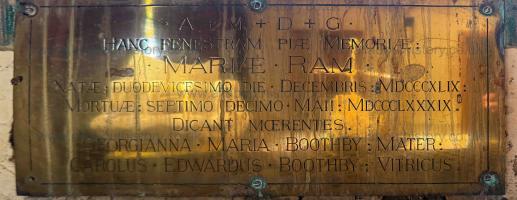 A + M + D + G
HANC FENESTRAM PIÆ MEMORIÆ:
MARIÆ RAM
NATÆ: DUODEVICESIMO DIE DECEMBRIS: MDCCCXLIX:
MORTUÆ: SEPTIMO DECIMO MAII: MDCCCLXXXIX.
DICANT MŒRENTES.
GEORGIANNA MARIA BOOTHBY: MATER:
CAROLUS EDWARDUS BOOTHBY: VITRICUS.